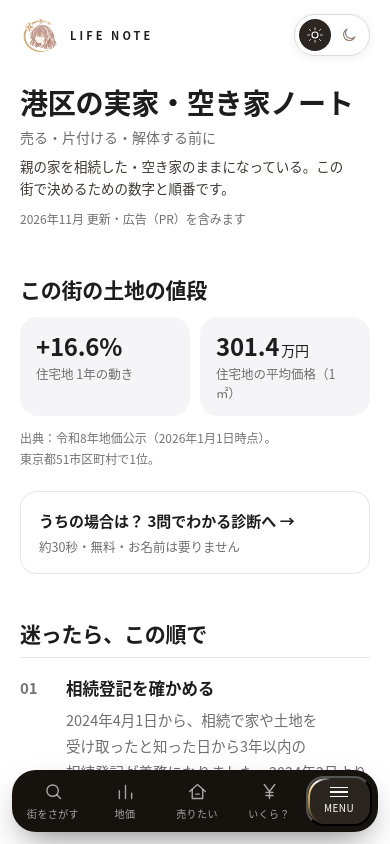 LIFE NOTE
港区の実家・空き家ノート
売る・片付ける・解体する前に
親の家を相続した・空き家のままになっている。この
街で決めるための数字と順番です。
2026年11月 更新・広告（PR）を含みます
この街の土地の値段
+16.6%
住宅地 1年の動き
301.4万円
住宅地の平均価格（1
㎡）
出典：令和8年地価公示（2026年1月1日時点）。
東京都51市区町村で1位。
うちの場合は？ 3問でわかる診断へ →
約30秒・無料・お名前は要りません
迷ったら、この順で
01
相続登記を確かめる
2024年4月1日から、相続で家や土地を
受け取ったと知った日から3年以内の
街をさがす
地価
売りたい
いくら？
MENU